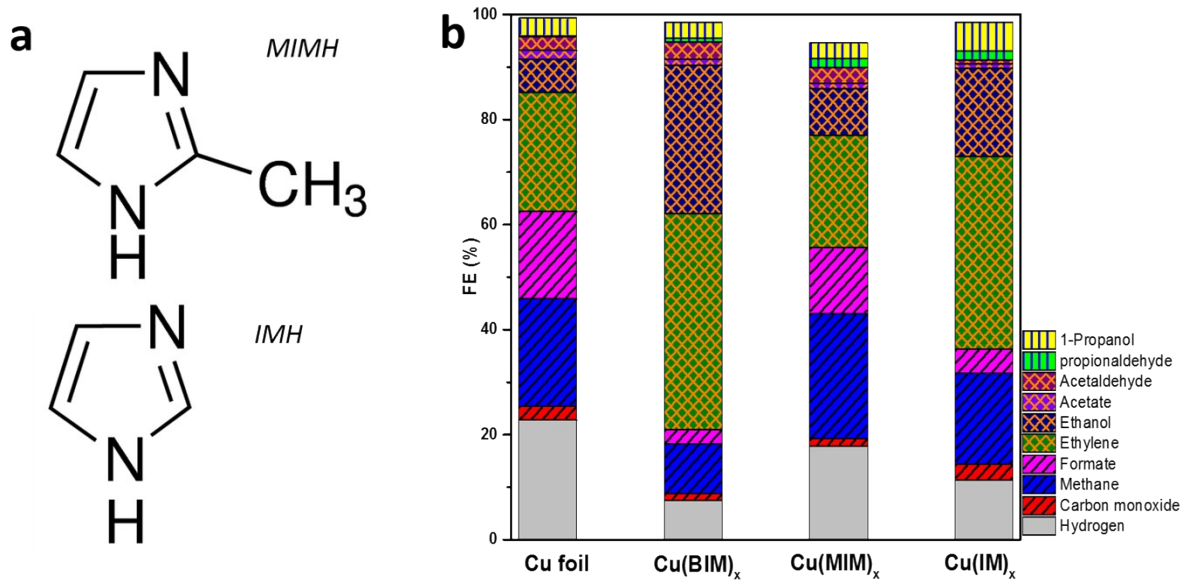 a
MIMH
N
N
H
CH3
IMH
N
N
H
b
FE (%)
100
80
60
40
20
0
Cu foil
Cu(BIM)x
Cu(MIM)x
Cu(IM)x
1-Propanol
propionaldehyde
Acetaldehyde
Acetate
Ethanol
Ethylene
Formate
Methane
Carbon monoxide
Hydrogen